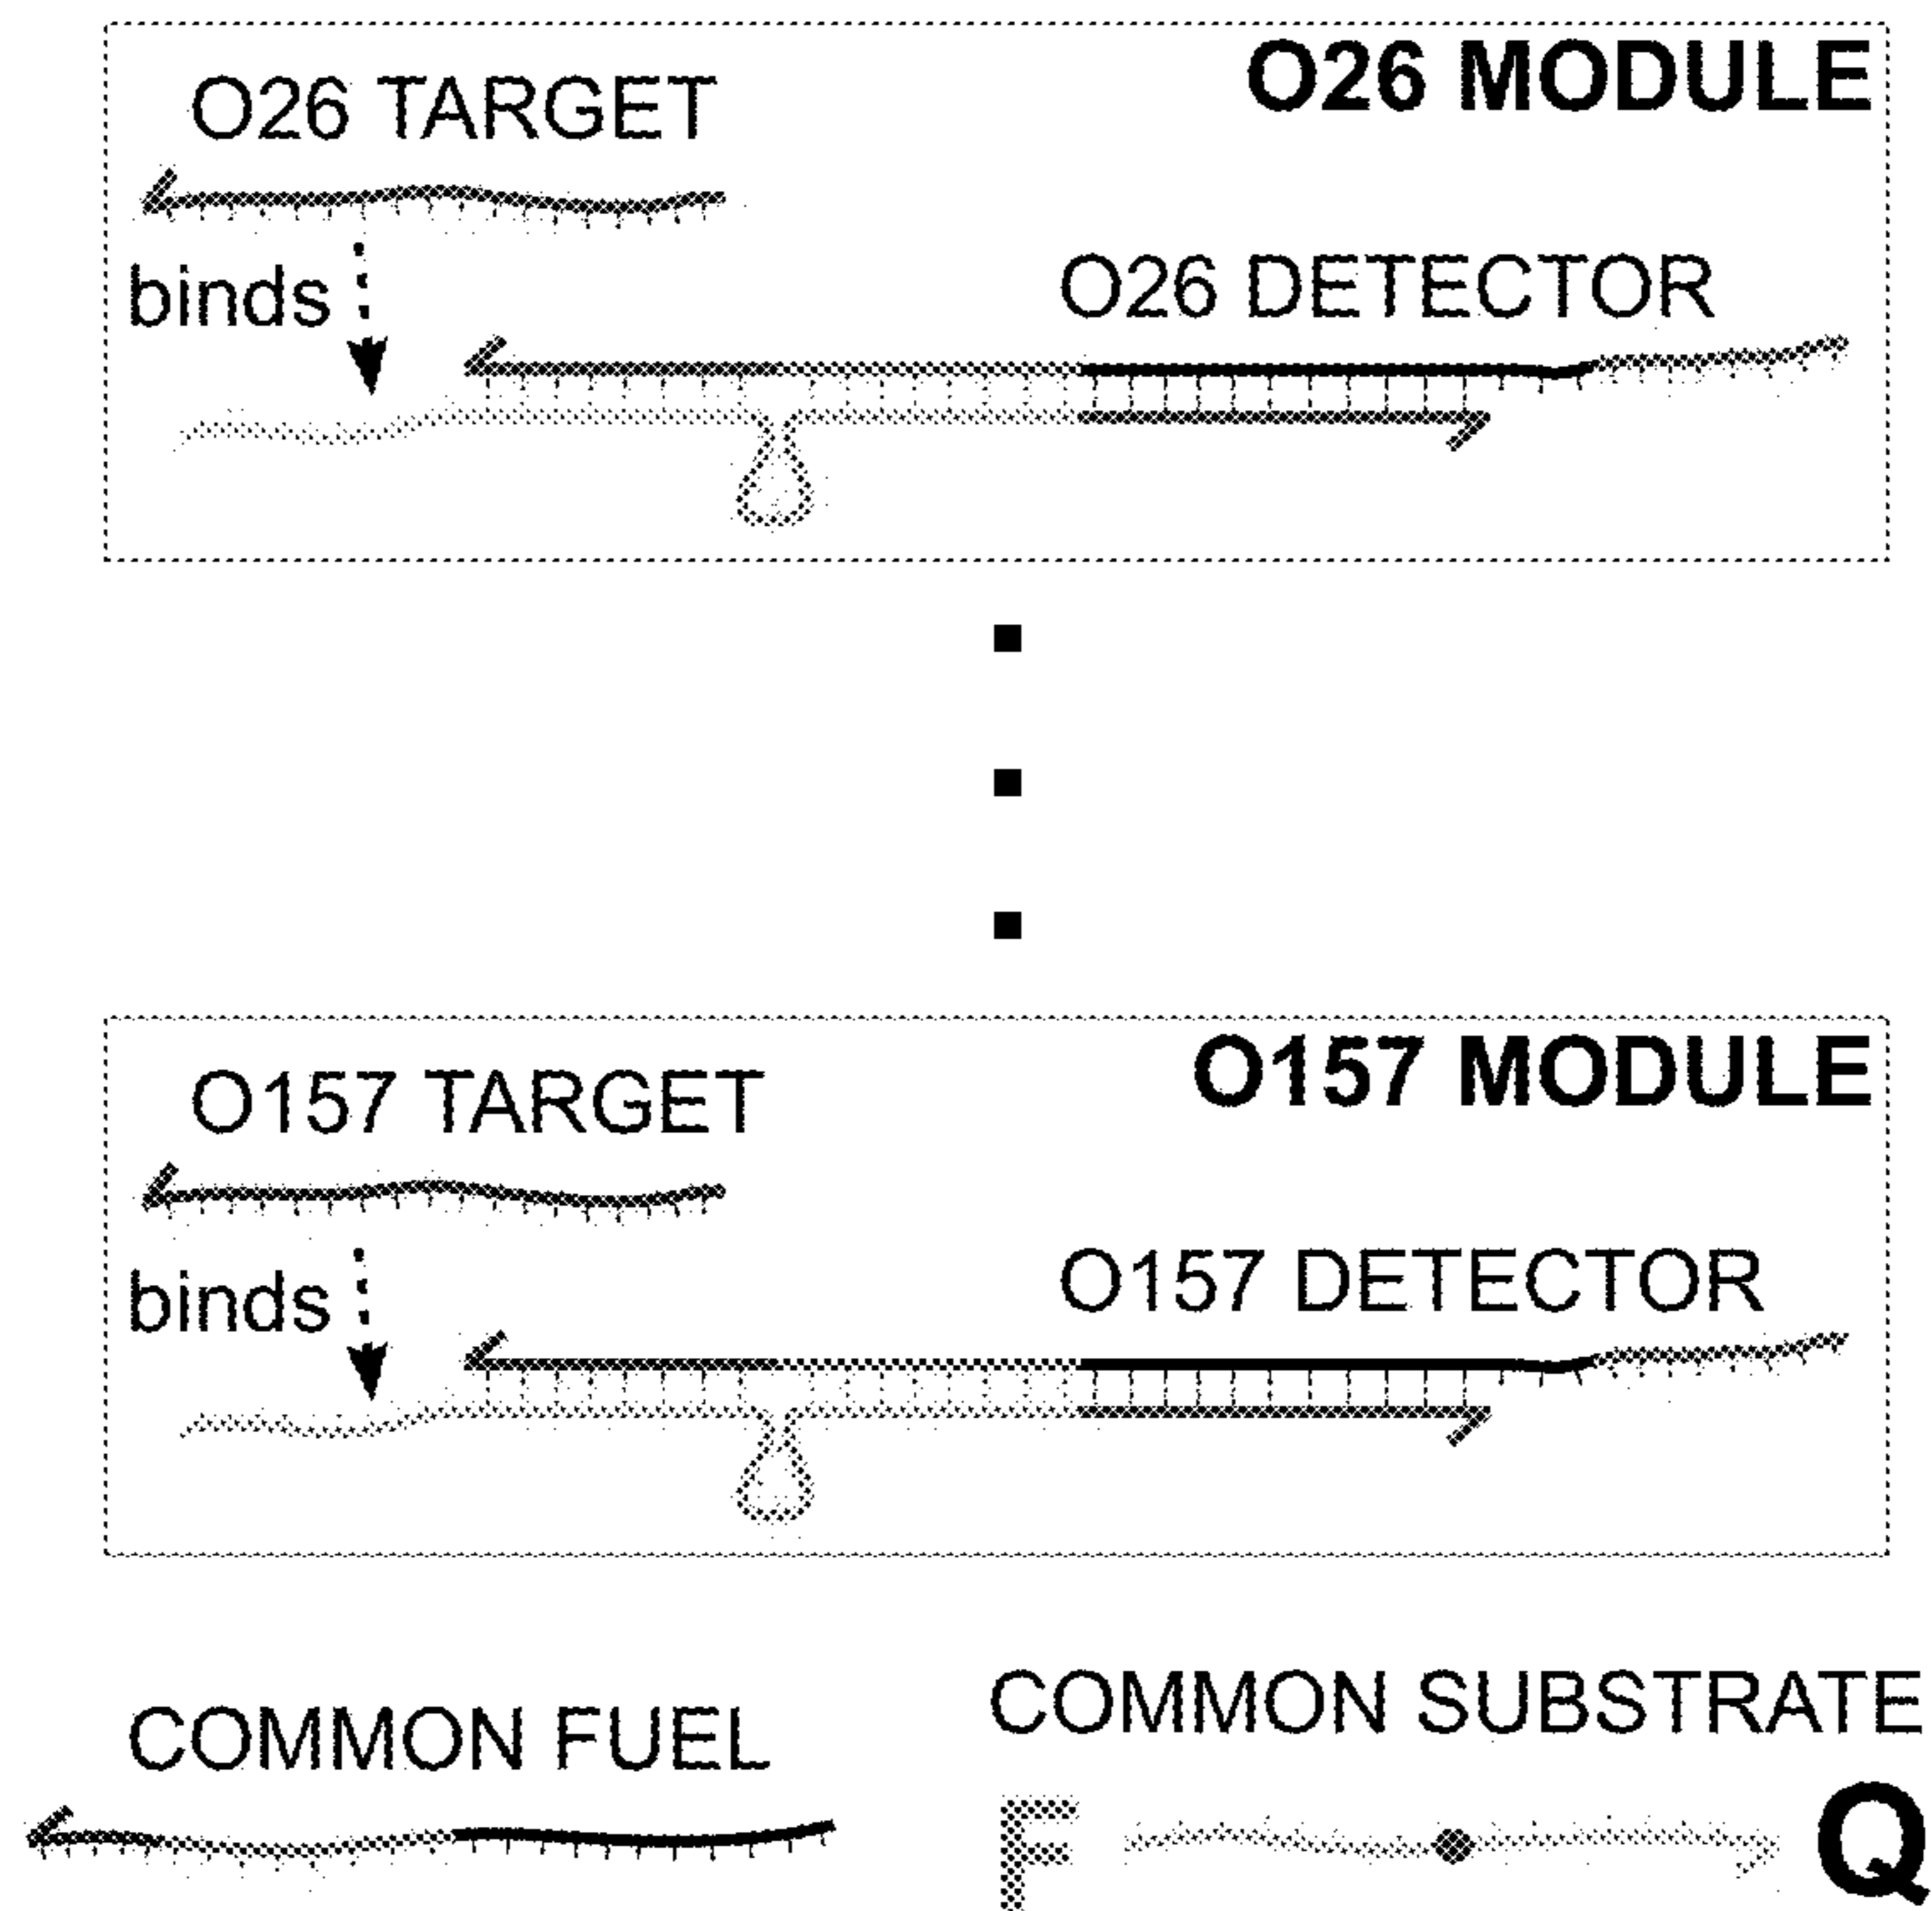 O26 MODULE
O26 TARGET
binds
O26 DETECTOR
O157 MODULE
O157 TARGET
binds
O157 DETECTOR
COMMON FUEL
COMMON SUBSTRATE
F Q